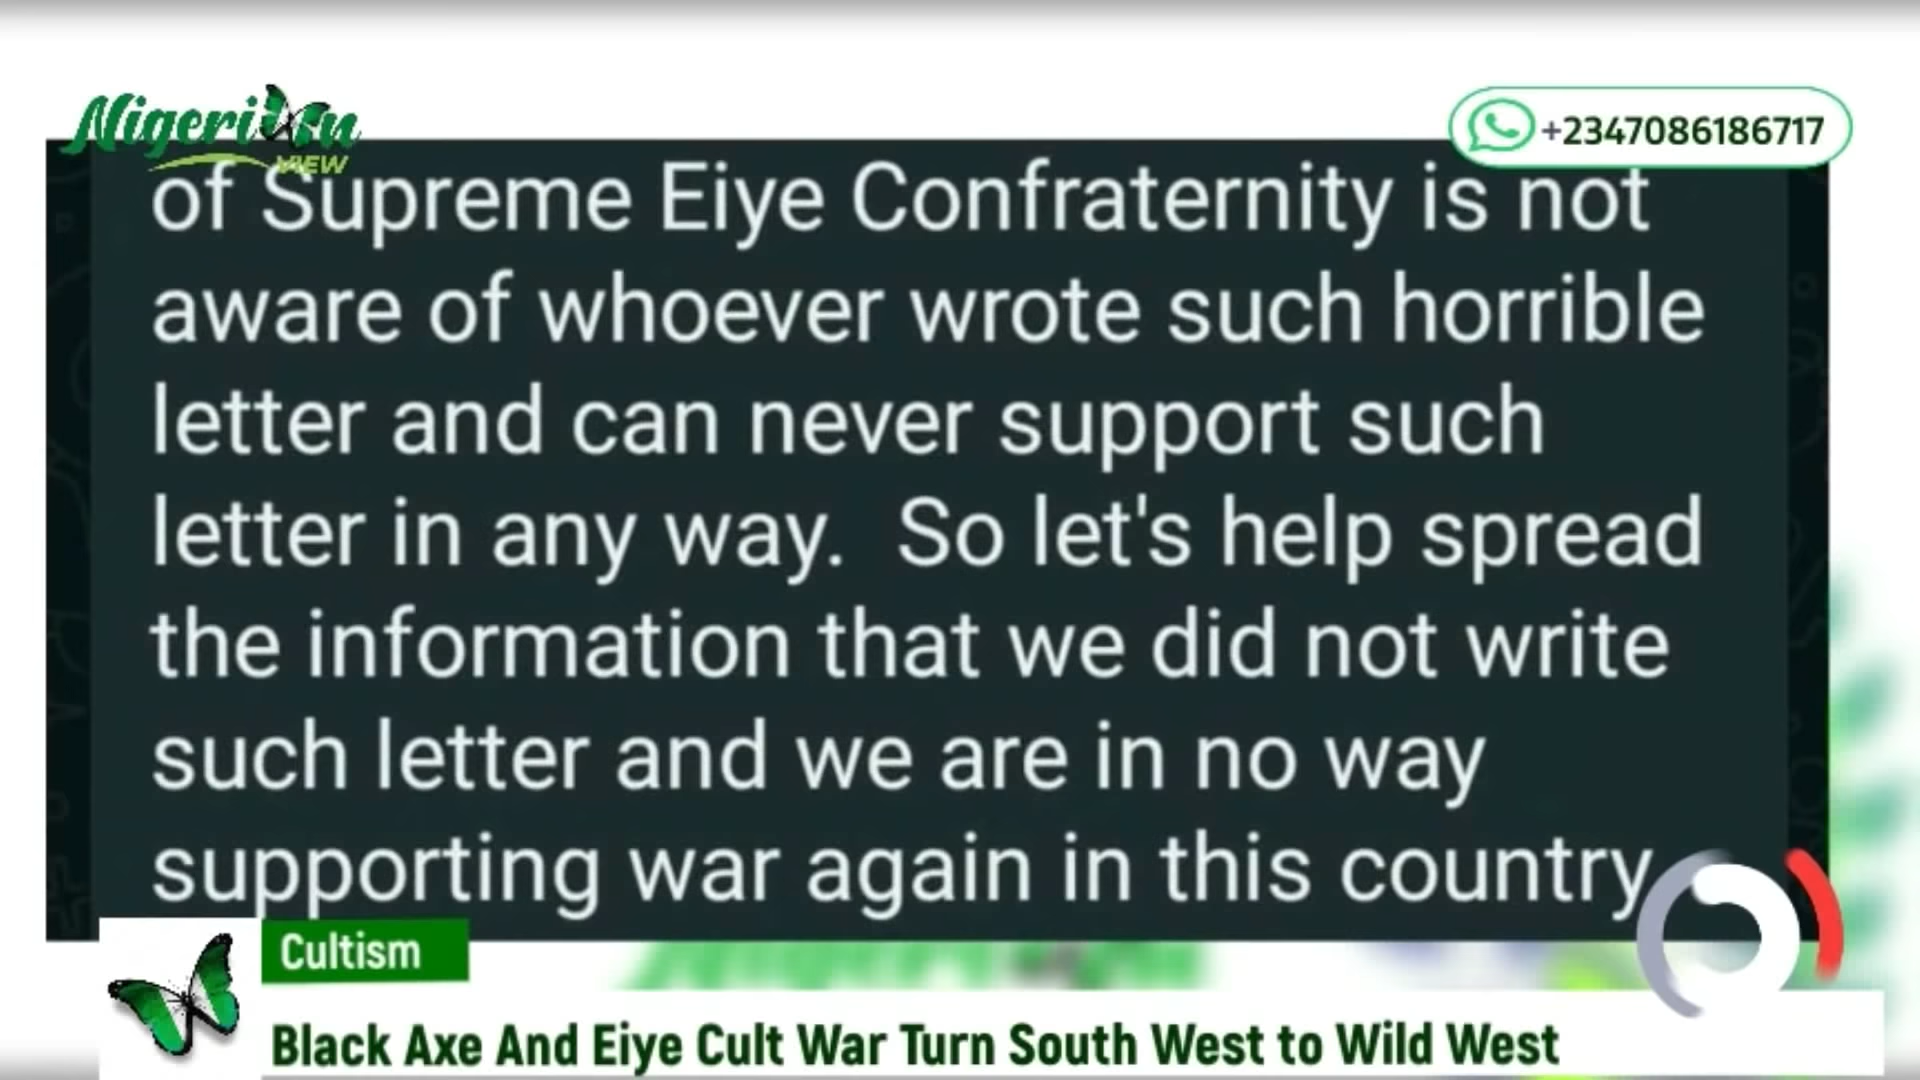 Nigerian
VIEW
+2347086186717
of Supreme Eiye Confraternity is not
aware of whoever wrote such horrible
letter and can never support such
letter in any way.  So let's help spread
the information that we did not write
such letter and we are in no way
supporting war again in this country
Cultism
Black Axe And Eiye Cult War Turn South West to Wild West